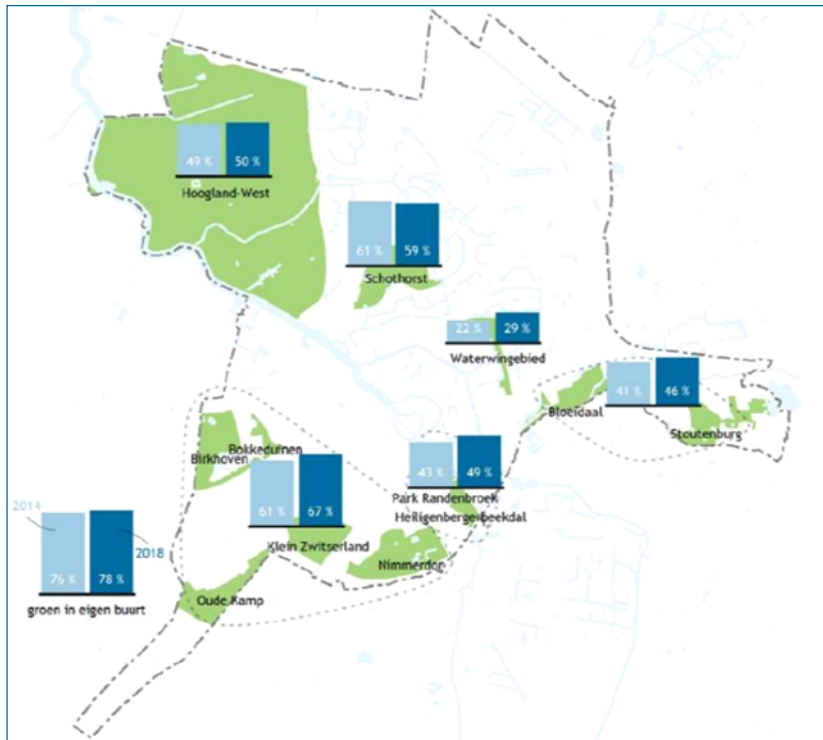 49 % 50 %
Hoogland-West
61 % 59 %
Schothorst
22 % 29 %
Waterwingebied
41 % 46 %
Bloeidaal
Stoutenburg
Bokkeduinen
Birkhoven
43 % 49 %
Park Randenbroek
Heiligenbergerbeekdal
61 % 67 %
Klein Zwitserland
Nimmerdor
Oude Kamp
2014
2018
76 % 78 %
groen in eigen buurt